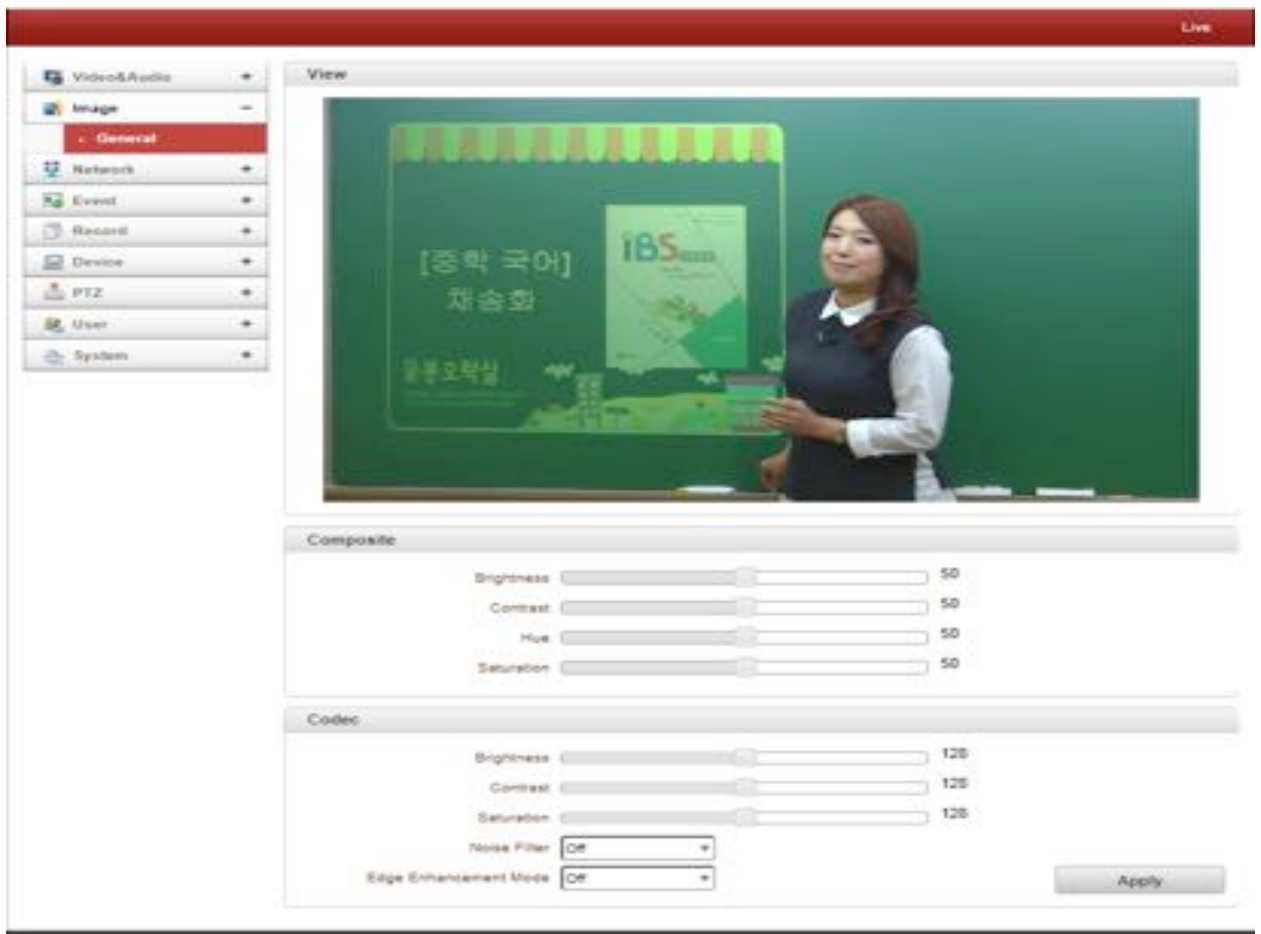 Live
Video&Audio
Image
General
Network
Event
Record
Device
PTZ
User
System
View
[중학 국어]
채송화
iBS
Composite
Brightness 50
Contrast 50
Hue 50
Saturation 50
Codec
Brightness 128
Contrast 128
Saturation 128
Noise Filter Off
Edge Enhancement Mode Off
Apply